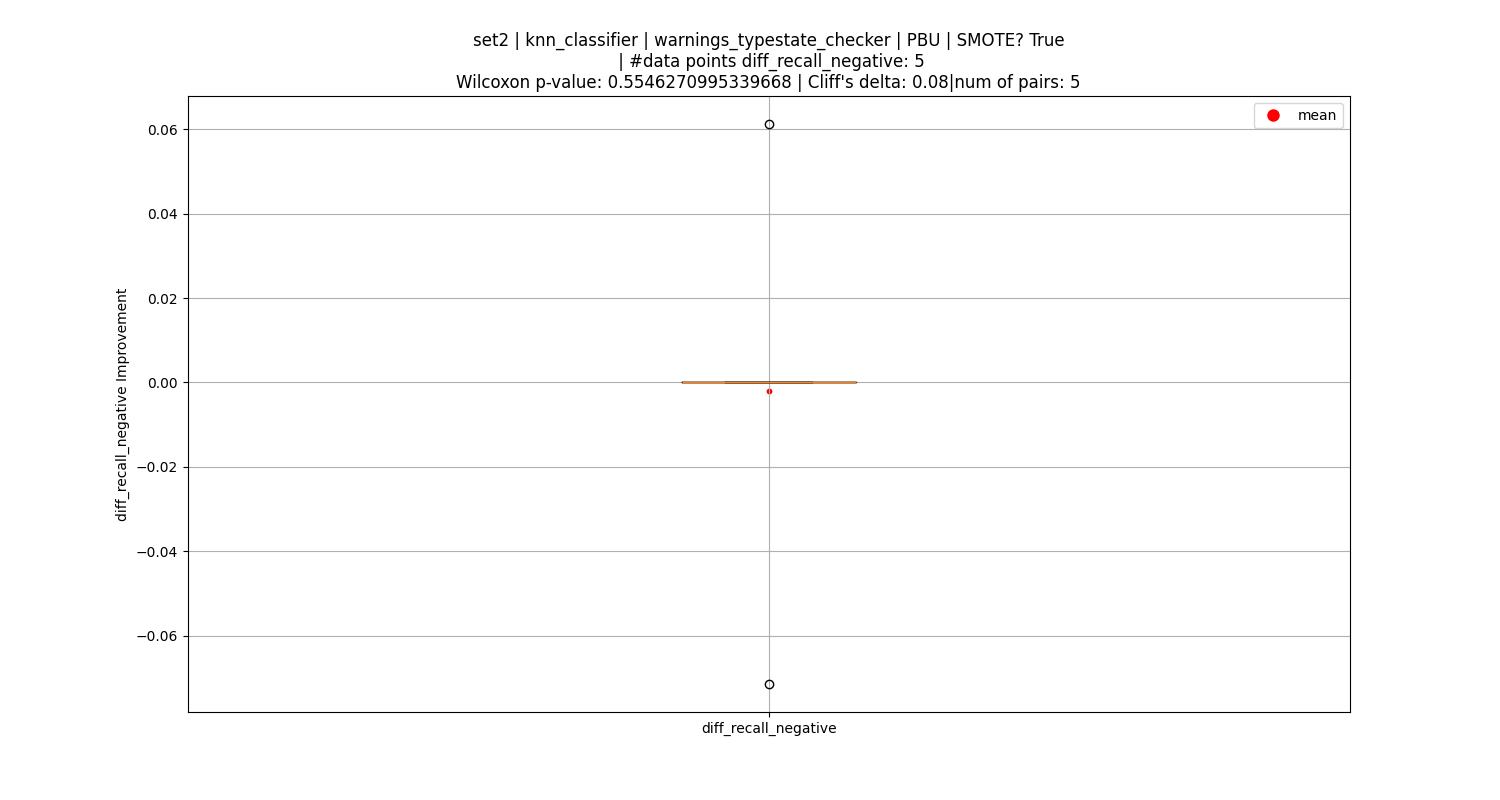 set2 | knn_classifier | warnings_typestate_checker | PBU | SMOTE? True
| #data points diff_recall_negative: 5
Wilcoxon p-value: 0.5546270995339668 | Cliff's delta: 0.08|num of pairs: 5
mean
0.06
0.04
0.02
0.00
−0.02
−0.04
−0.06
diff_recall_negative Improvement
diff_recall_negative